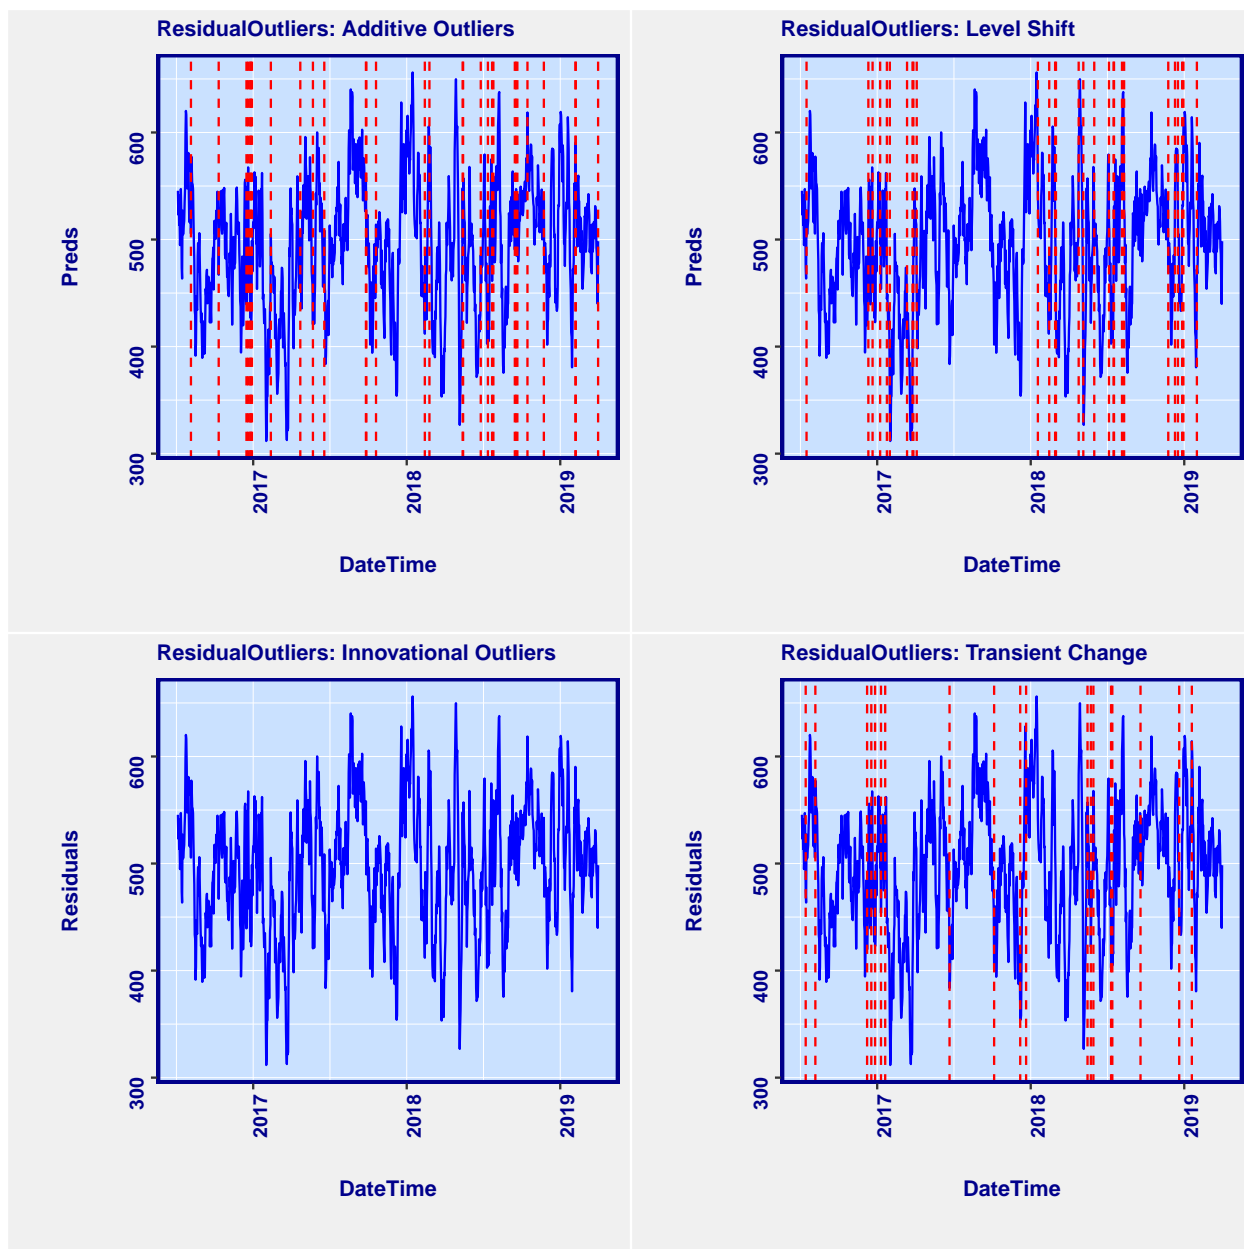 ResidualOutliers: Additive Outliers
Preds
600
500
400
300
2017
2018
2019
DateTime
ResidualOutliers: Level Shift
Preds
600
500
400
300
2017
2018
2019
DateTime
ResidualOutliers: Innovational Outliers
Residuals
600
500
400
300
2017
2018
2019
DateTime
ResidualOutliers: Transient Change
Residuals
600
500
400
300
2017
2018
2019
DateTime